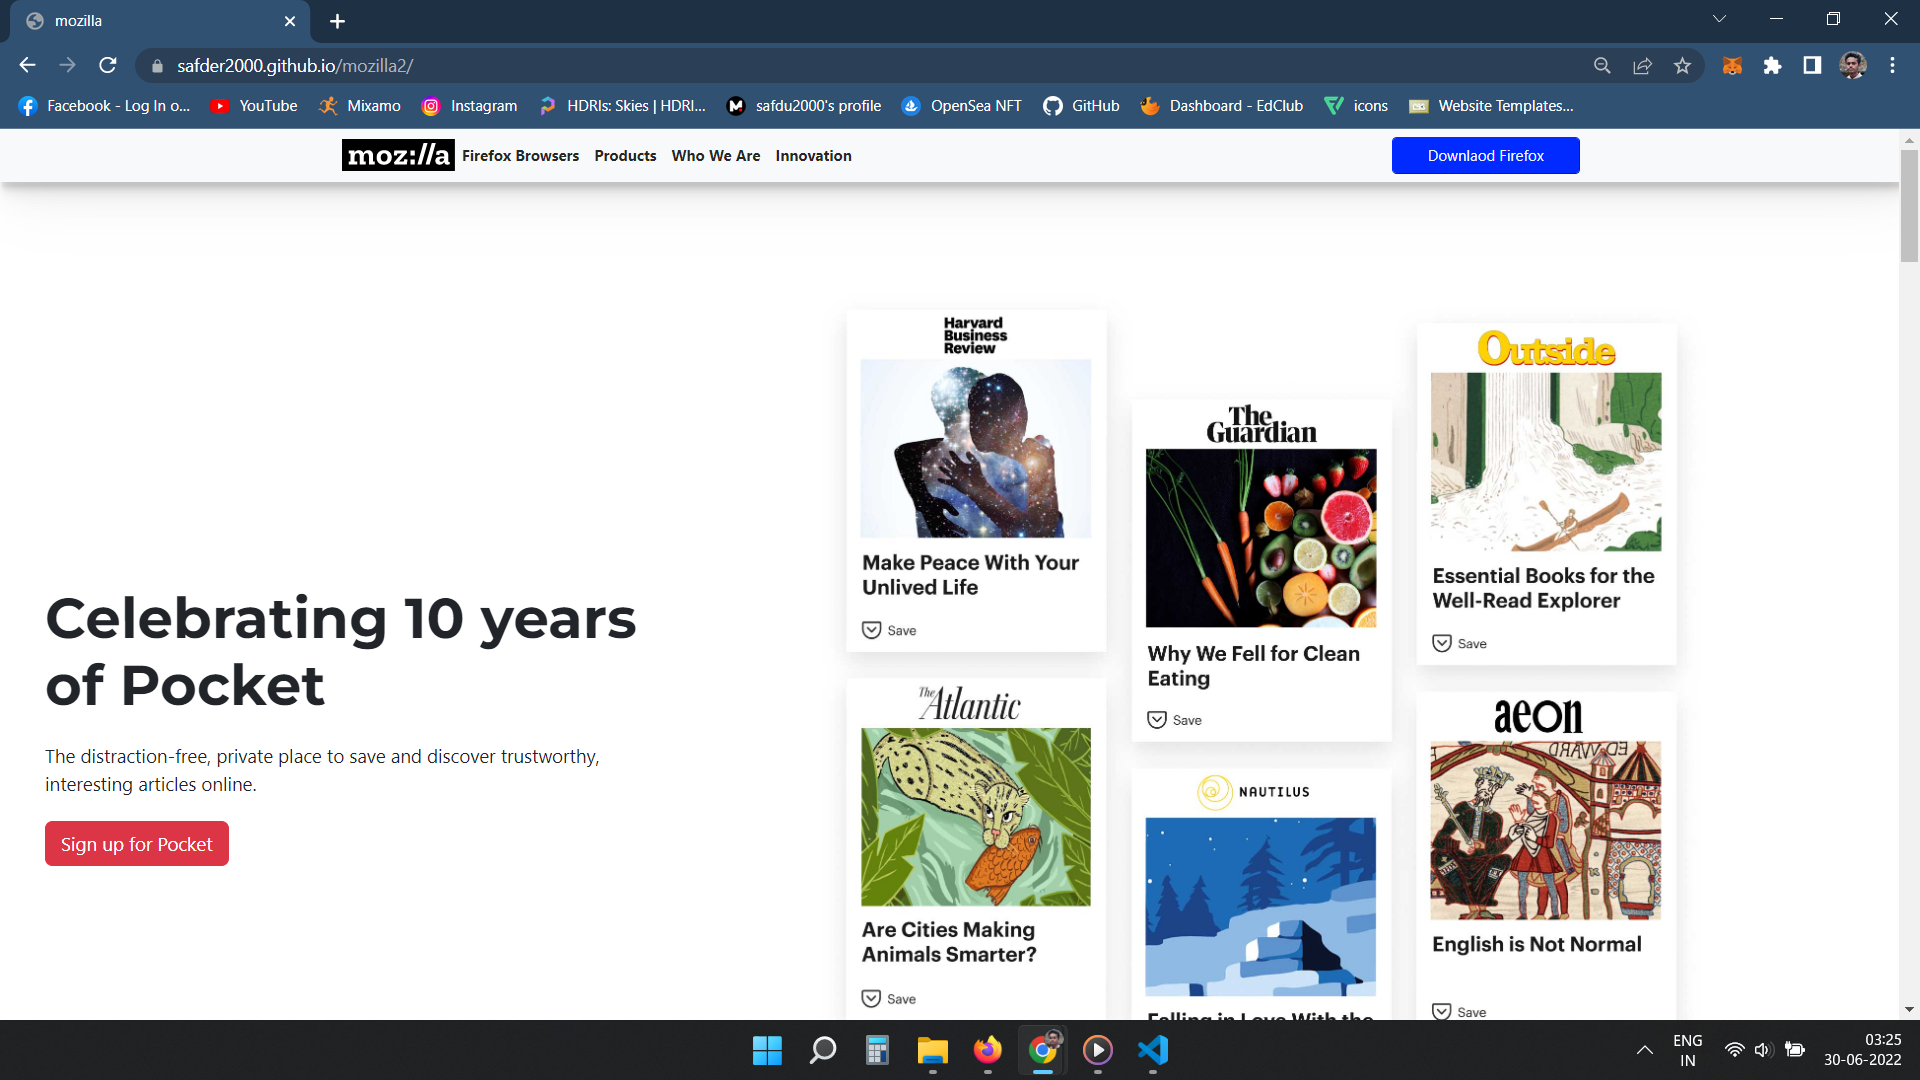 mozilla
safder2000.github.io/mozilla2/
Facebook - Log In o... YouTube Mixamo Instagram HDRIs: Skies | HDRI... safdu2000's profile OpenSea NFT GitHub Dashboard - EdClub icons Website Templates...
moz://a Firefox Browsers Products Who We Are Innovation Downlaod Firefox
Celebrating 10 years
of Pocket
The distraction-free, private place to save and discover trustworthy,
interesting articles online.
Sign up for Pocket
Harvard
Business
Review
Make Peace With Your
Unlived Life
Save
The Atlantic
Are Cities Making
Animals Smarter?
Save
The
Guardian
Why We Fell for Clean
Eating
Save
NAUTILUS
Falling in Love With the
Outside
Essential Books for the
Well-Read Explorer
Save
aeon
English is Not Normal
Save
ENG
IN
03:25
30-06-2022